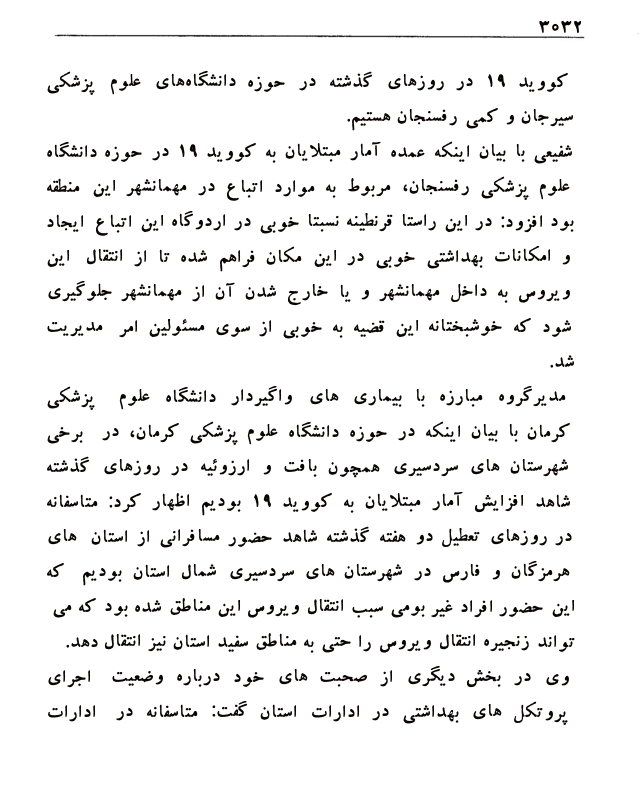 ۳۰۳۲
کووید ۱۹ در روزهای گذشته در حوزه دانشگاه‌های علوم پزشکی
سیرجان و کمی رفسنجان هستیم.
شفیعی با بیان اینکه عمده آمار مبتلایان به کووید ۱۹ در حوزه دانشگاه
علوم پزشکی رفسنجان، مربوط به موارد اتباع در مهمانشهر این منطقه
بود افزود: در این راستا قرنطینه نسبتا خوبی در اردوگاه این اتباع ایجاد
و امکانات بهداشتی خوبی در این مکان فراهم شده تا از انتقال این
ویروس به داخل مهمانشهر و یا خارج شدن آن از مهمانشهر جلوگیری
شود که خوشبختانه این قضیه به خوبی از سوی مسئولین امر مدیریت
شد.
مدیرگروه مبارزه با بیماری های واگیردار دانشگاه علوم پزشکی
کرمان با بیان اینکه در حوزه دانشگاه علوم پزشکی کرمان، در برخی
شهرستان های سردسیری همچون بافت و ارزوئیه در روزهای گذشته
شاهد افزایش آمار مبتلایان به کووید ۱۹ بودیم اظهار کرد: متاسفانه
در روزهای تعطیل دو هفته گذشته شاهد حضور مسافرانی از استان های
هرمزگان و فارس در شهرستان های سردسیری شمال استان بودیم که
این حضور افراد غیر بومی سبب انتقال ویروس این مناطق شده بود که می
تواند زنجیره انتقال ویروس را حتی به مناطق سفید استان نیز انتقال دهد.
وی در بخش دیگری از صحبت های خود درباره وضعیت اجرای
پروتکل های بهداشتی در ادارات استان گفت: متاسفانه در ادارات